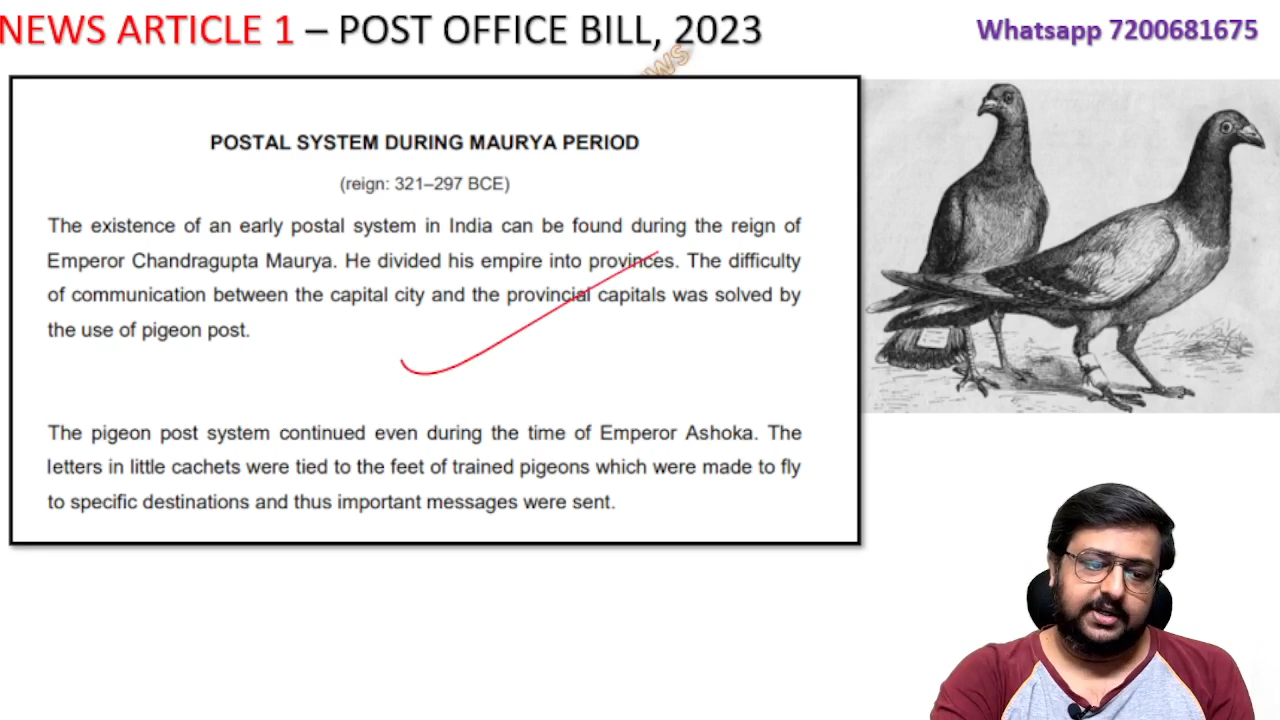 NEWS ARTICLE 1 – POST OFFICE BILL, 2023
Whatsapp 7200681675
POSTAL SYSTEM DURING MAURYA PERIOD
(reign: 321–297 BCE)
The existence of an early postal system in India can be found during the reign of
Emperor Chandragupta Maurya. He divided his empire into provinces. The difficulty
of communication between the capital city and the provincial capitals was solved by
the use of pigeon post.
The pigeon post system continued even during the time of Emperor Ashoka. The
letters in little cachets were tied to the feet of trained pigeons which were made to fly
to specific destinations and thus important messages were sent.